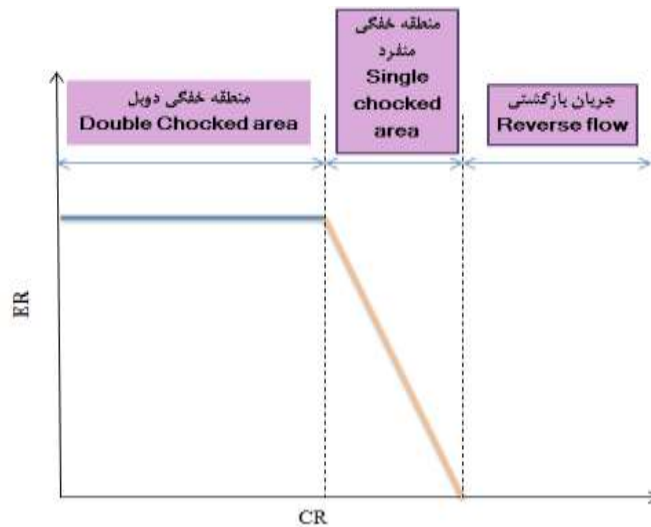 منطقه خفگی دوبل
Double Chocked area
منطقه خفگی
منفرد
Single
chocked
area
جریان بازگشتی
Reverse flow
ER
CR